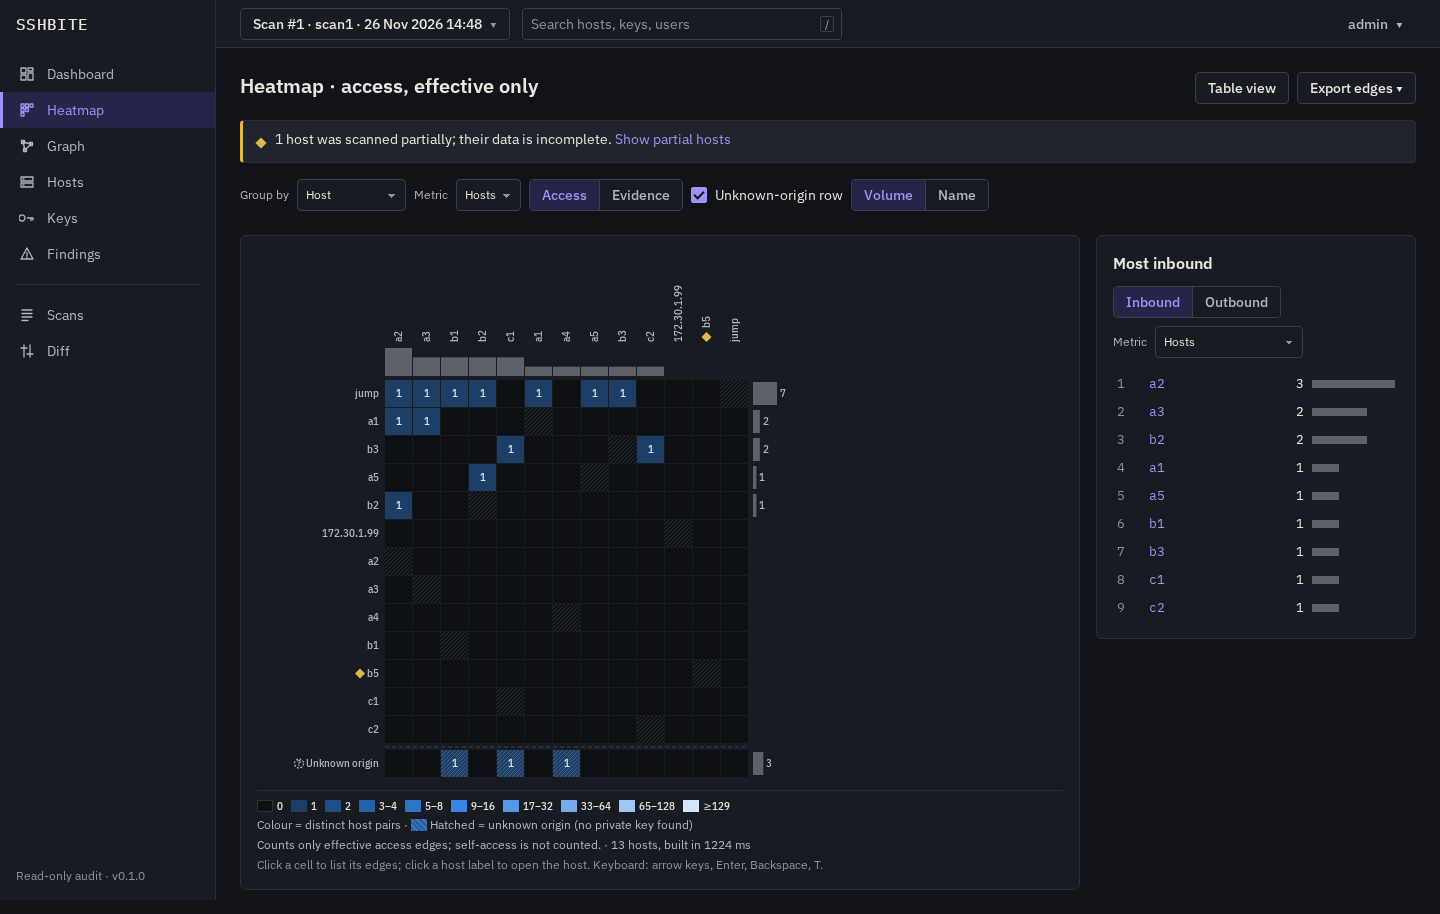 SSHBITE
Scan #1 · scan1 · 26 Nov 2026 14:48 ▾
Search hosts, keys, users /
admin ▾
Dashboard
Heatmap
Graph
Hosts
Keys
Findings
Scans
Diff
Read-only audit · v0.1.0
Heatmap · access, effective only
Table view
Export edges ▾
1 host was scanned partially; their data is incomplete. Show partial hosts
Group by Host Metric Hosts Access Evidence Unknown-origin row Volume Name
a2 a3 b1 b2 c1 a1 a4 a5 b3 c2 172.30.1.99 b5 jump
jump 1 1 1 1 1 1 1 7
a1 1 1 2
b3 1 1 2
a5 1 1
b2 1 1
172.30.1.99
a2
a3
a4
b1
b5
c1
c2
? Unknown origin 1 1 1 3
0 1 2 3–4 5–8 9–16 17–32 33–64 65–128 ≥129
Colour = distinct host pairs · Hatched = unknown origin (no private key found)
Counts only effective access edges; self-access is not counted. · 13 hosts, built in 1224 ms
Click a cell to list its edges; click a host label to open the host. Keyboard: arrow keys, Enter, Backspace, T.
Most inbound
Inbound Outbound
Metric Hosts
1 a2 3
2 a3 2
3 b2 2
4 a1 1
5 a5 1
6 b1 1
7 b3 1
8 c1 1
9 c2 1